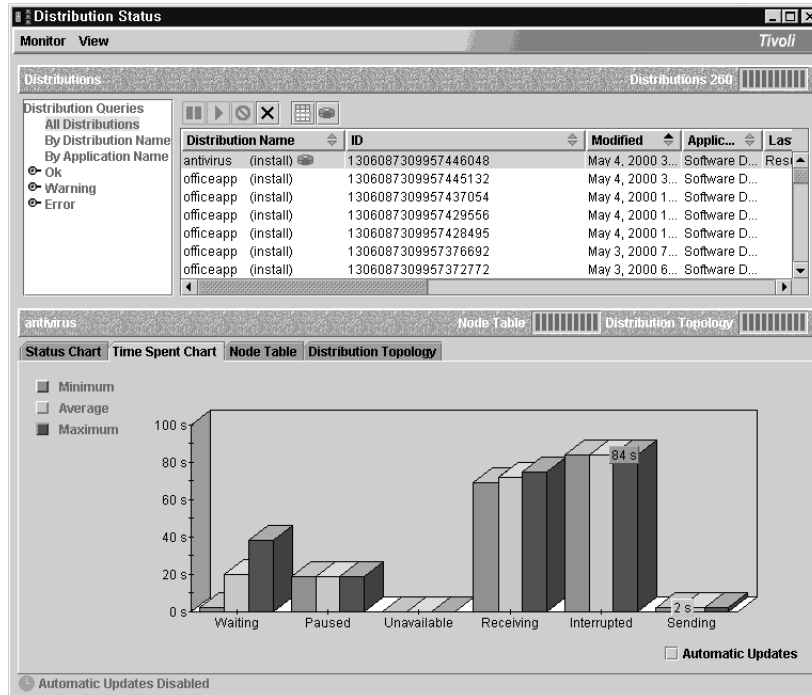 Distribution Status
Monitor View
Tivoli
Distributions
Distributions 260
Distribution Queries
All Distributions
By Distribution Name
By Application Name
Ok
Warning
Error
Distribution Name ID Modified Applic... Las
antivirus (install) 1306087309957446048 May 4, 2000 3... Software D... Resu
officeapp (install) 1306087309957445132 May 4, 2000 3... Software D...
officeapp (install) 1306087309957437054 May 4, 2000 1... Software D...
officeapp (install) 1306087309957429556 May 4, 2000 1... Software D...
officeapp (install) 1306087309957428495 May 4, 2000 1... Software D...
officeapp (install) 1306087309957376692 May 3, 2000 7... Software D...
officeapp (install) 1306087309957372772 May 3, 2000 6... Software D...
antivirus
Node Table
Distribution Topology
Status Chart Time Spent Chart Node Table Distribution Topology
Minimum
Average
Maximum
100 s
80 s
60 s
40 s
20 s
0 s
84 s
2 s
Waiting Paused Unavailable Receiving Interrupted Sending
Automatic Updates
Automatic Updates Disabled